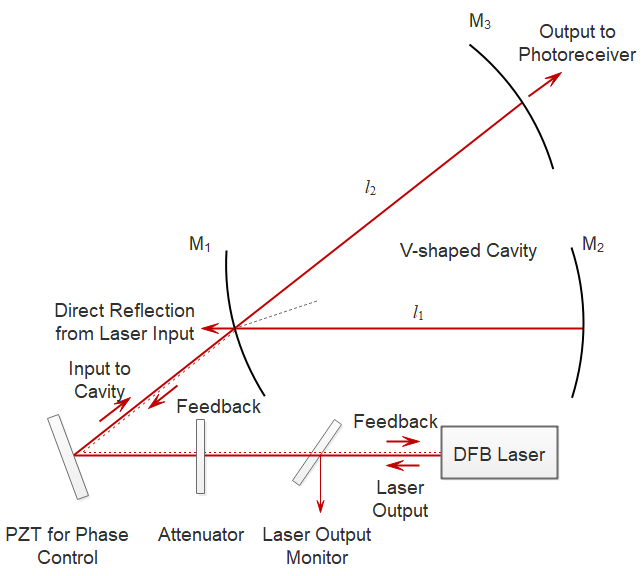 M3
Output to
Photoreceiver
l2
M1
V-shaped Cavity
M2
Direct Reflection
from Laser Input
l1
Input to
Cavity
Feedback
Feedback
DFB Laser
Laser
Output
PZT for Phase
Control
Attenuator
Laser Output
Monitor